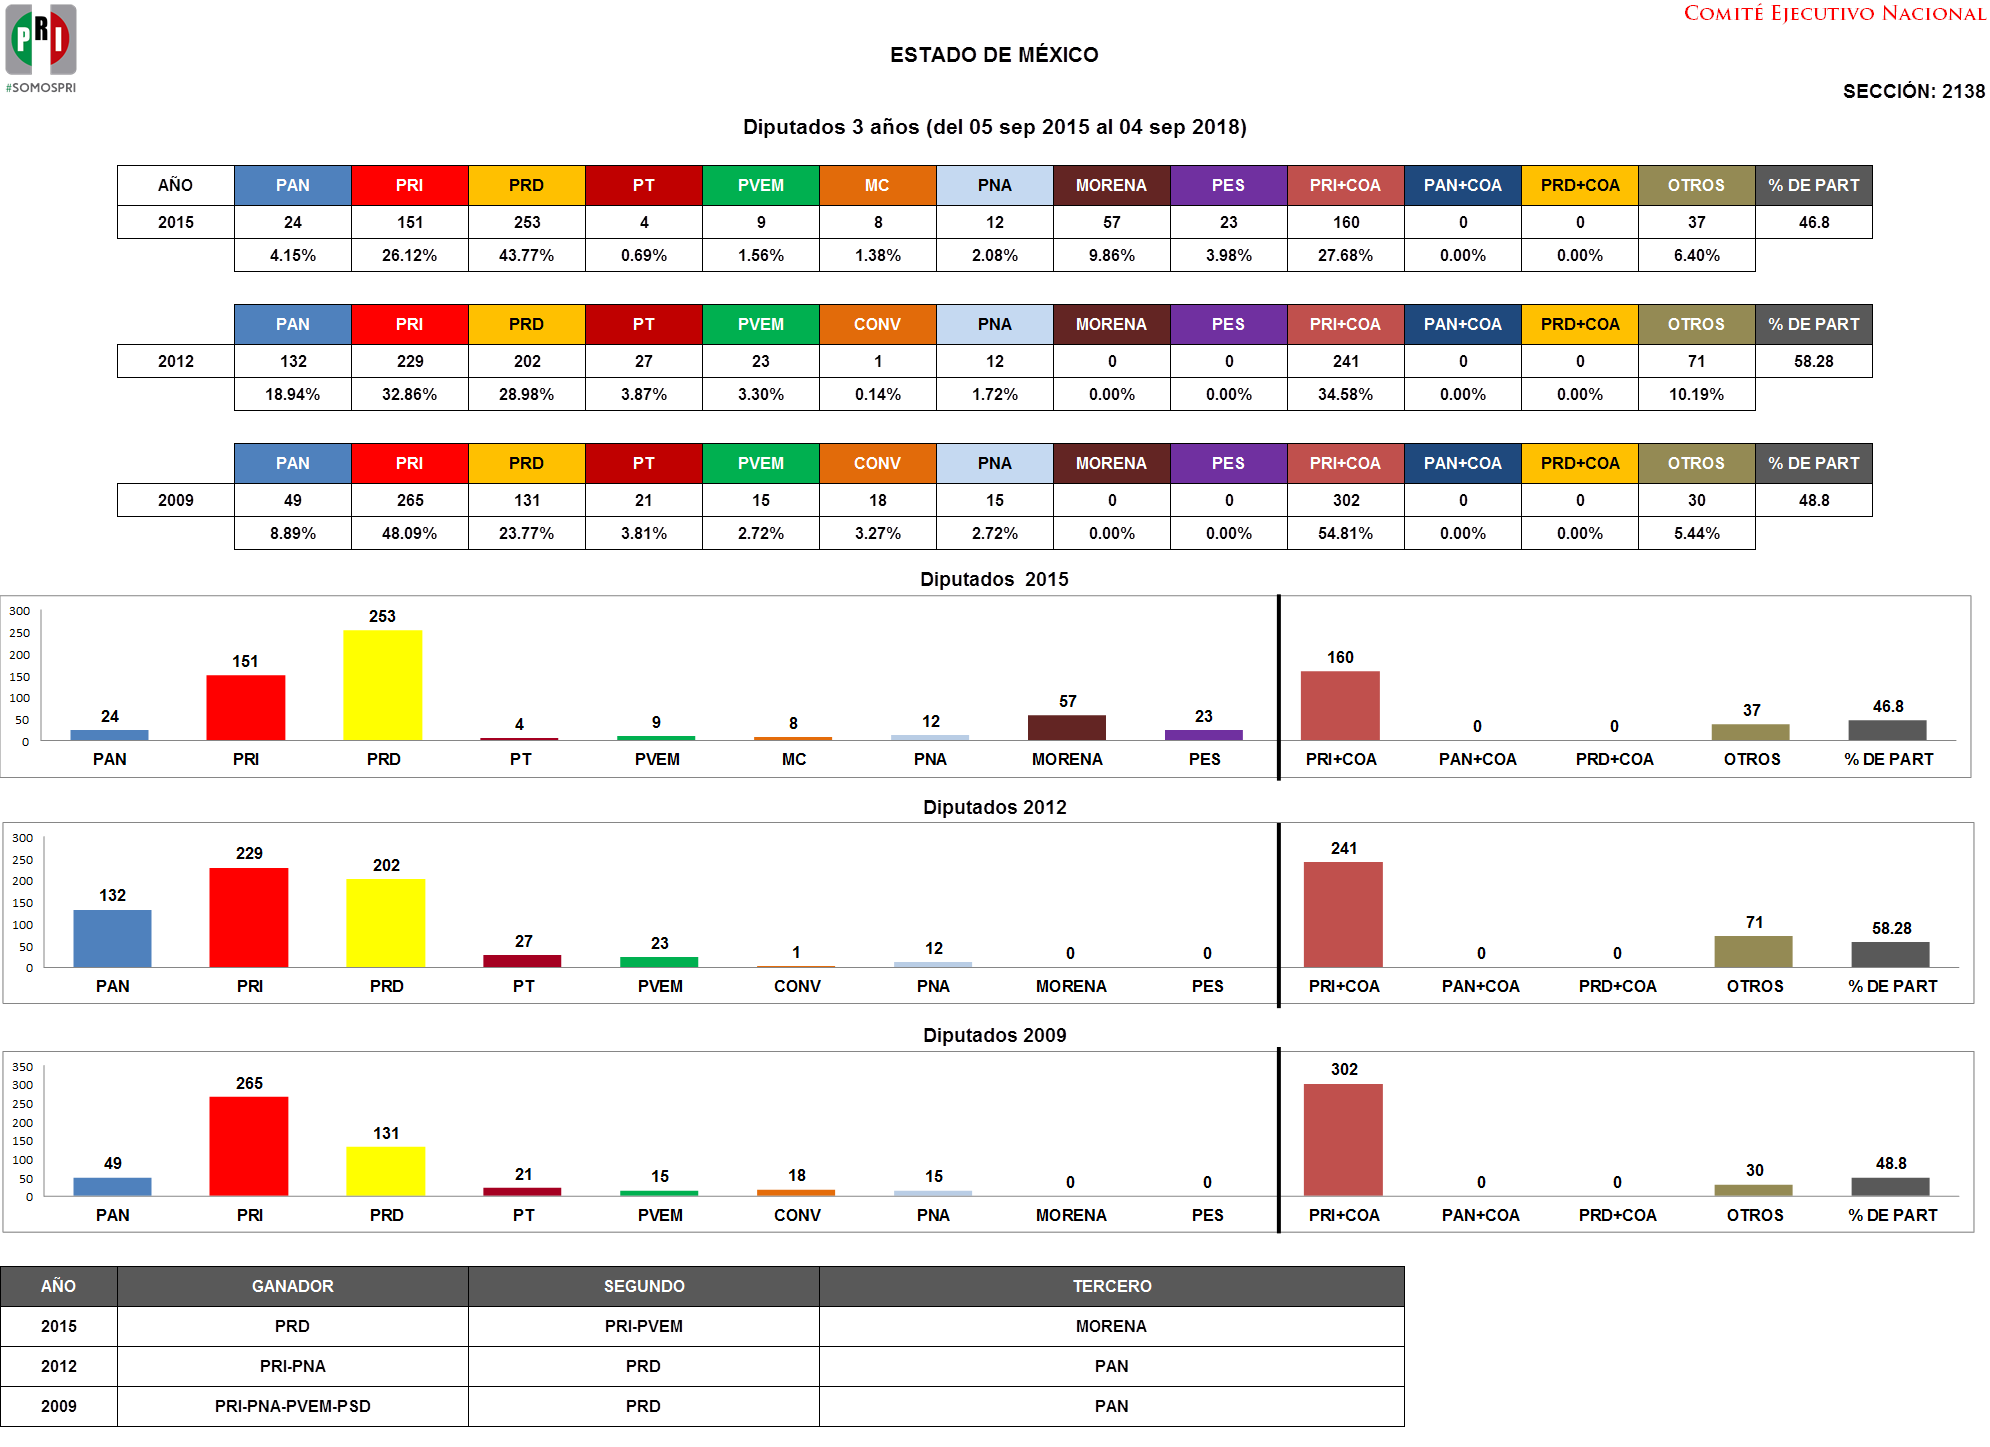 PRI
#SOMOSPRI
COMITÉ EJECUTIVO NACIONAL
ESTADO DE MÉXICO
SECCIÓN: 2138
Diputados 3 años (del 05 sep 2015 al 04 sep 2018)
AÑO PAN PRI PRD PT PVEM MC PNA MORENA PES PRI+COA PAN+COA PRD+COA OTROS % DE PART
2015 24 151 253 4 9 8 12 57 23 160 0 0 37 46.8
4.15% 26.12% 43.77% 0.69% 1.56% 1.38% 2.08% 9.86% 3.98% 27.68% 0.00% 0.00% 6.40%
PAN PRI PRD PT PVEM CONV PNA MORENA PES PRI+COA PAN+COA PRD+COA OTROS % DE PART
2012 132 229 202 27 23 1 12 0 0 241 0 0 71 58.28
18.94% 32.86% 28.98% 3.87% 3.30% 0.14% 1.72% 0.00% 0.00% 34.58% 0.00% 0.00% 10.19%
PAN PRI PRD PT PVEM CONV PNA MORENA PES PRI+COA PAN+COA PRD+COA OTROS % DE PART
2009 49 265 131 21 15 18 15 0 0 302 0 0 30 48.8
8.89% 48.09% 23.77% 3.81% 2.72% 3.27% 2.72% 0.00% 0.00% 54.81% 0.00% 0.00% 5.44%
Diputados 2015
300
250
200
150
100
50
0
24 151 253 4 9 8 12 57 23 160 0 0 37 46.8
PAN PRI PRD PT PVEM MC PNA MORENA PES PRI+COA PAN+COA PRD+COA OTROS % DE PART
Diputados 2012
300
250
200
150
100
50
0
132 229 202 27 23 1 12 0 0 241 0 0 71 58.28
PAN PRI PRD PT PVEM CONV PNA MORENA PES PRI+COA PAN+COA PRD+COA OTROS % DE PART
Diputados 2009
350
300
250
200
150
100
50
0
49 265 131 21 15 18 15 0 0 302 0 0 30 48.8
PAN PRI PRD PT PVEM CONV PNA MORENA PES PRI+COA PAN+COA PRD+COA OTROS % DE PART
AÑO GANADOR SEGUNDO TERCERO
2015 PRD PRI-PVEM MORENA
2012 PRI-PNA PRD PAN
2009 PRI-PNA-PVEM-PSD PRD PAN